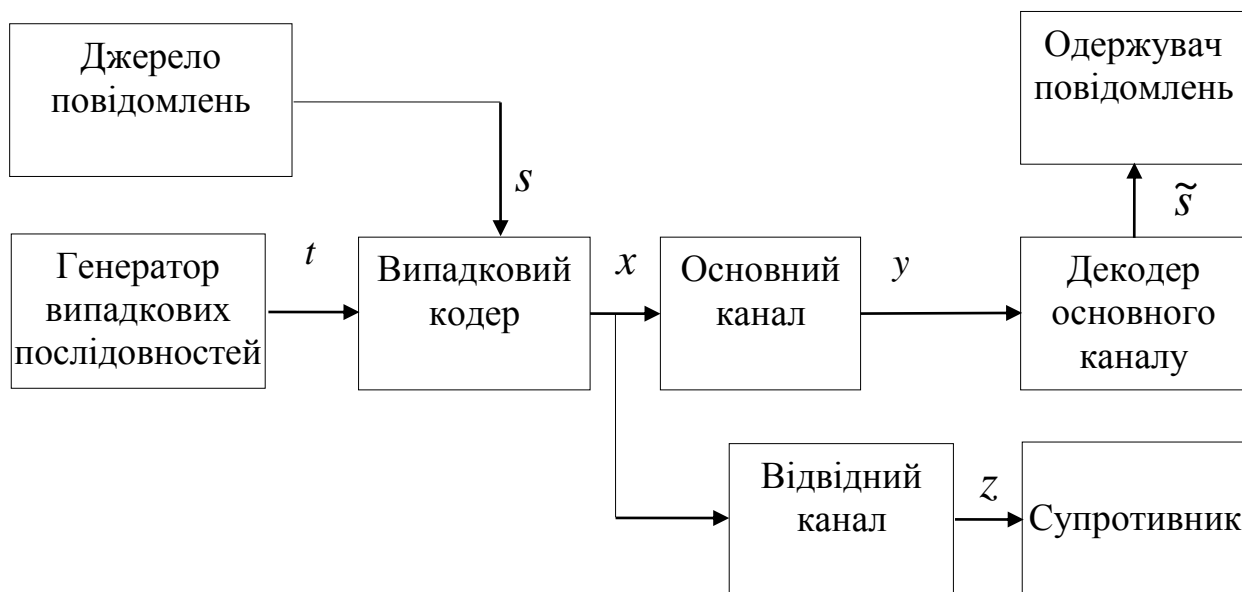 Джерело
повідомлень
Одержувач
повідомлень
s
s̃
Генератор
випадкових
послідовностей
t
Випадковий
кодер
x
Основний
канал
y
Декодер
основного
каналу
Відвідний
канал
z
Супротивник